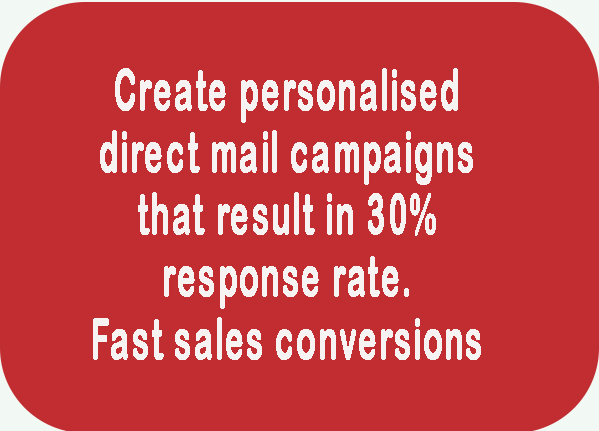 Create personalised
direct mail campaigns
that result in 30%
response rate.
Fast sales conversions